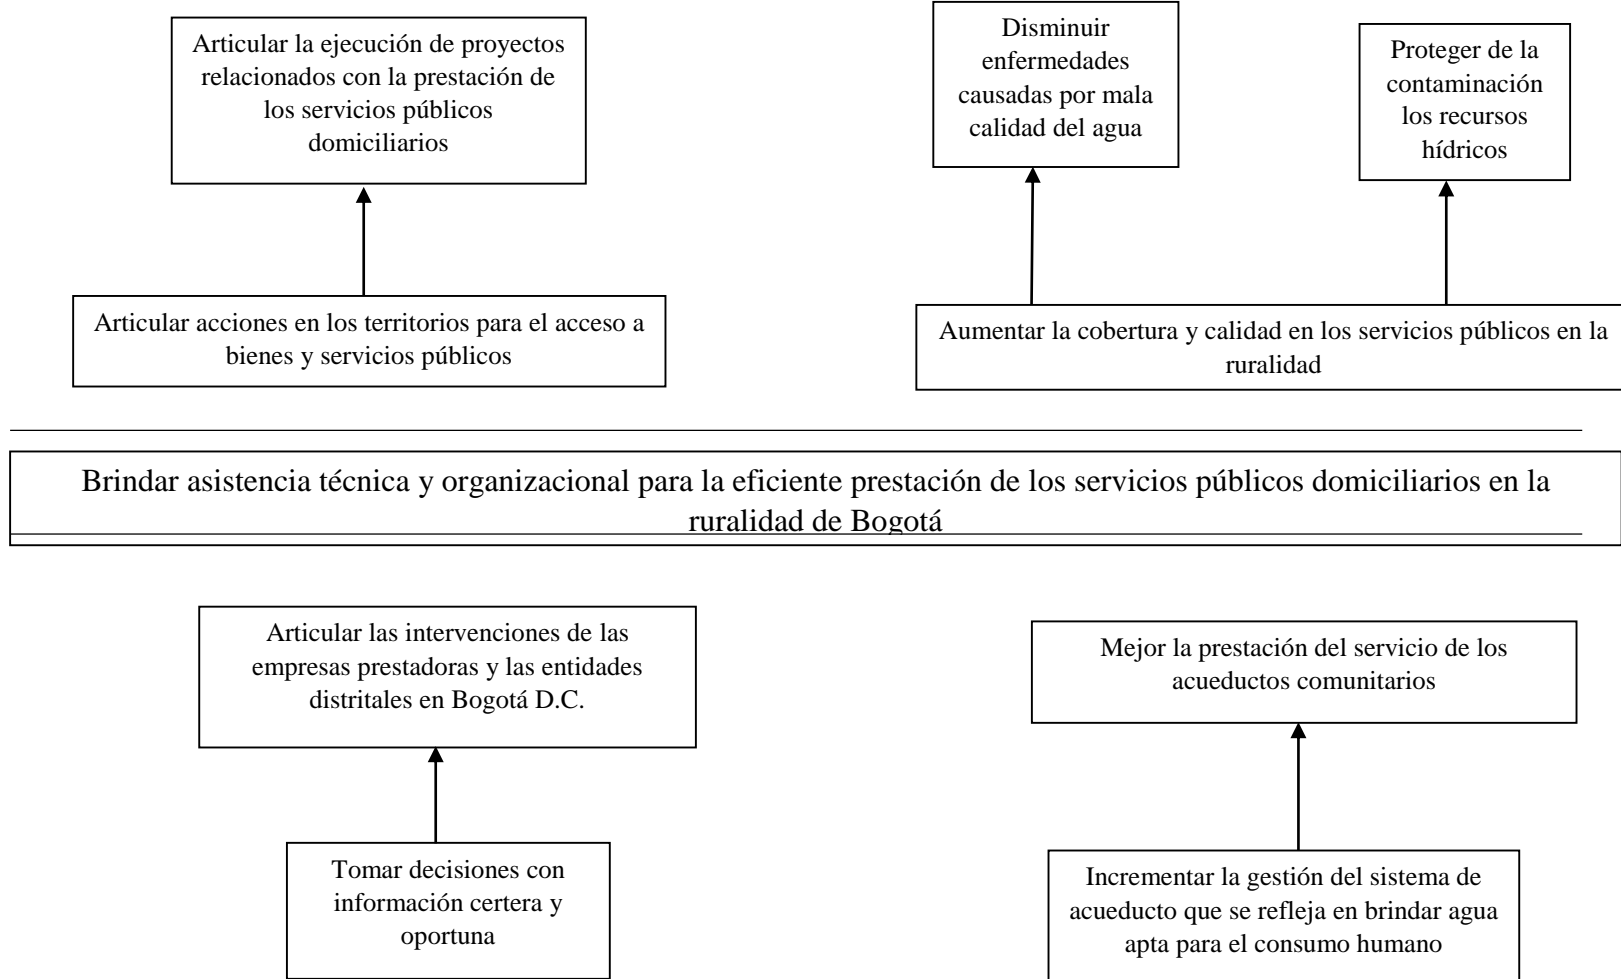 Articular la ejecución de proyectos
relacionados con la prestación de
los servicios públicos
domiciliarios
Disminuir
enfermedades
causadas por mala
calidad del agua
Proteger de la
contaminación
los recursos
hídricos
Articular acciones en los territorios para el acceso a
bienes y servicios públicos
Aumentar la cobertura y calidad en los servicios públicos en la
ruralidad
Brindar asistencia técnica y organizacional para la eficiente prestación de los servicios públicos domiciliarios en la
ruralidad de Bogotá
Articular las intervenciones de las
empresas prestadoras y las entidades
distritales en Bogotá D.C.
Mejor la prestación del servicio de los
acueductos comunitarios
Tomar decisiones con
información certera y
oportuna
Incrementar la gestión del sistema de
acueducto que se refleja en brindar agua
apta para el consumo humano